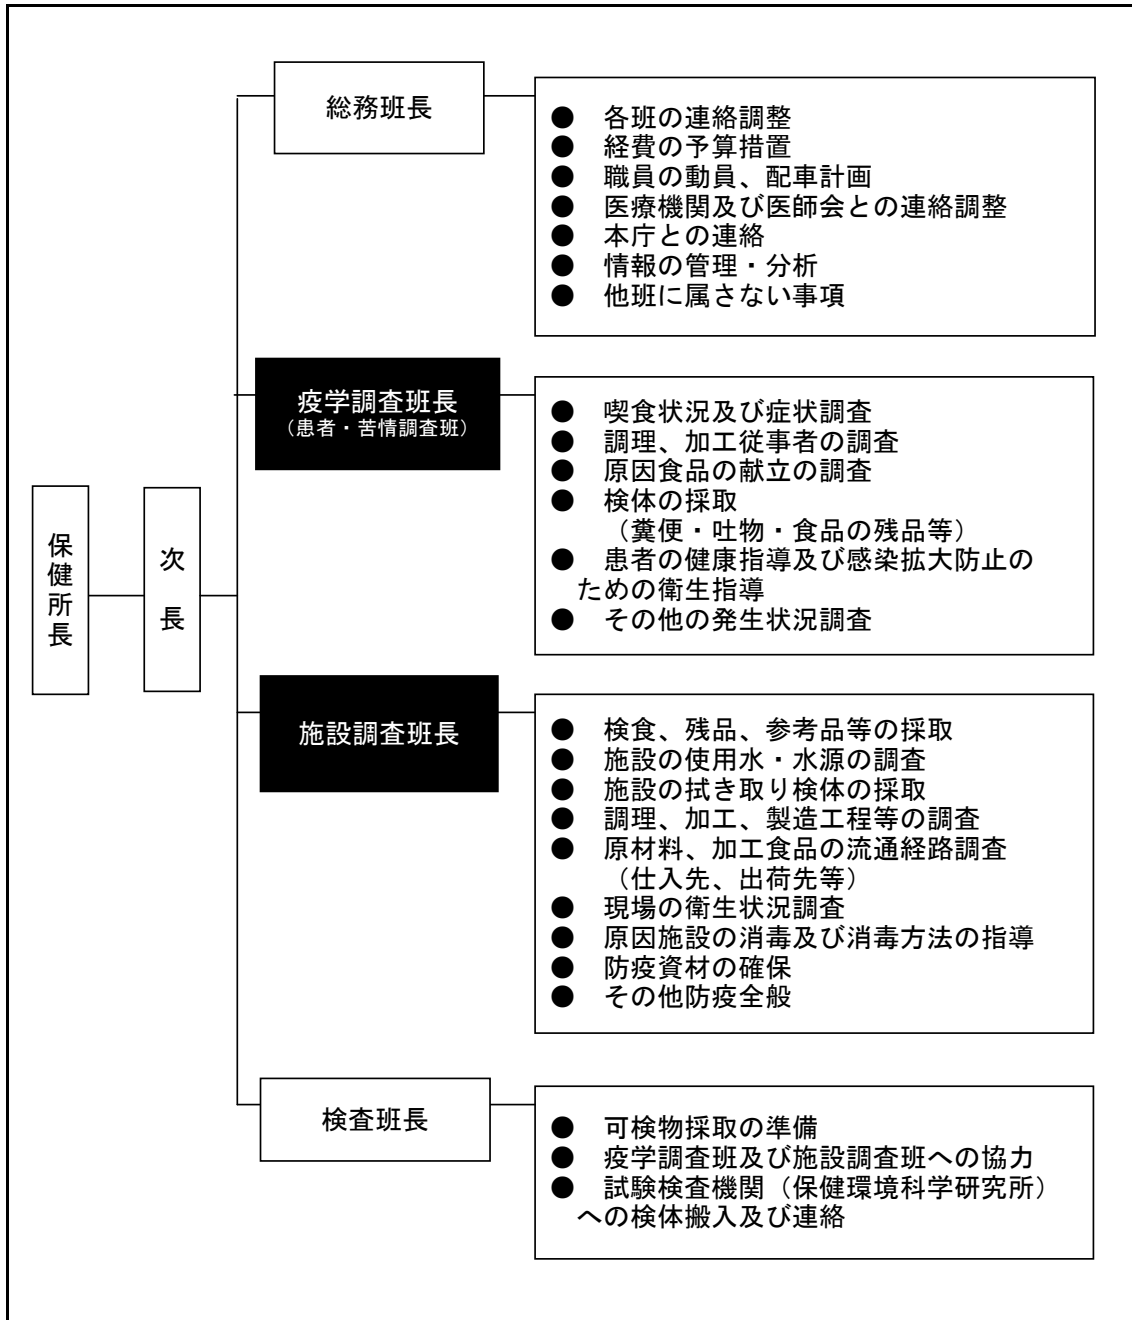 総務班長
●　各班の連絡調整
●　経費の予算措置
●　職員の動員、配車計画
●　医療機関及び医師会との連絡調整
●　本庁との連絡
●　情報の管理・分析
●　他班に属さない事項
疫学調査班長
（患者・苦情調査班）
●　喫食状況及び症状調査
●　調理、加工従事者の調査
●　原因食品の献立の調査
●　検体の採取
（糞便・吐物・食品の残品等）
●　患者の健康指導及び感染拡大防止の
ための衛生指導
●　その他の発生状況調査
保健所長
次長
施設調査班長
●　検食、残品、参考品等の採取
●　施設の使用水・水源の調査
●　施設の拭き取り検体の採取
●　調理、加工、製造工程等の調査
●　原材料、加工食品の流通経路調査
（仕入先、出荷先等）
●　現場の衛生状況調査
●　原因施設の消毒及び消毒方法の指導
●　防疫資材の確保
●　その他防疫全般
検査班長
●　可検物採取の準備
●　疫学調査班及び施設調査班への協力
●　試験検査機関（保健環境科学研究所）
への検体搬入及び連絡